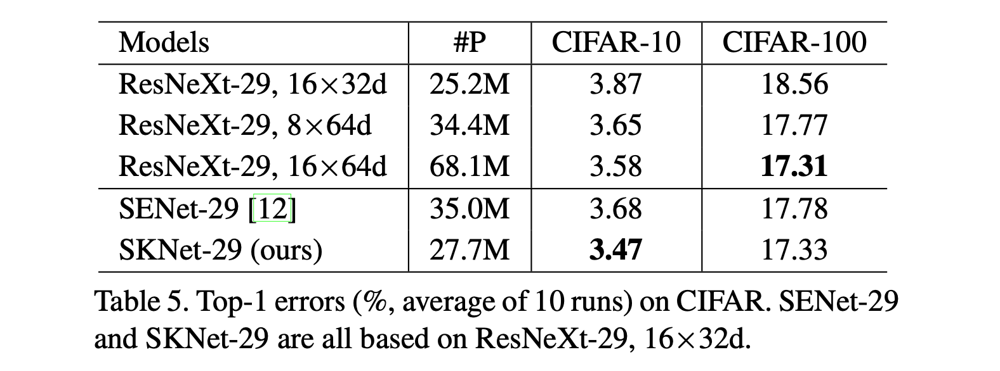 Models #P CIFAR-10 CIFAR-100
ResNeXt-29, 16×32d 25.2M 3.87 18.56
ResNeXt-29, 8×64d 34.4M 3.65 17.77
ResNeXt-29, 16×64d 68.1M 3.58 17.31
SENet-29 [12] 35.0M 3.68 17.78
SKNet-29 (ours) 27.7M 3.47 17.33
Table 5. Top-1 errors (%, average of 10 runs) on CIFAR. SENet-29
and SKNet-29 are all based on ResNeXt-29, 16×32d.